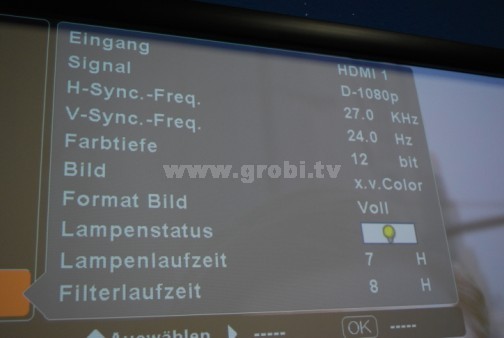 Eingang HDMI 1
Signal D-1080p
H-Sync.-Freq. 27.0 KHz
V-Sync.-Freq. 24.0 Hz
Farbtiefe 12 bit
Bild x.v.Color
Format Bild Voll
Lampenstatus
Lampenlaufzeit 7 H
Filterlaufzeit 8 H
Auswählen ----- OK -----
www.grobi.tv